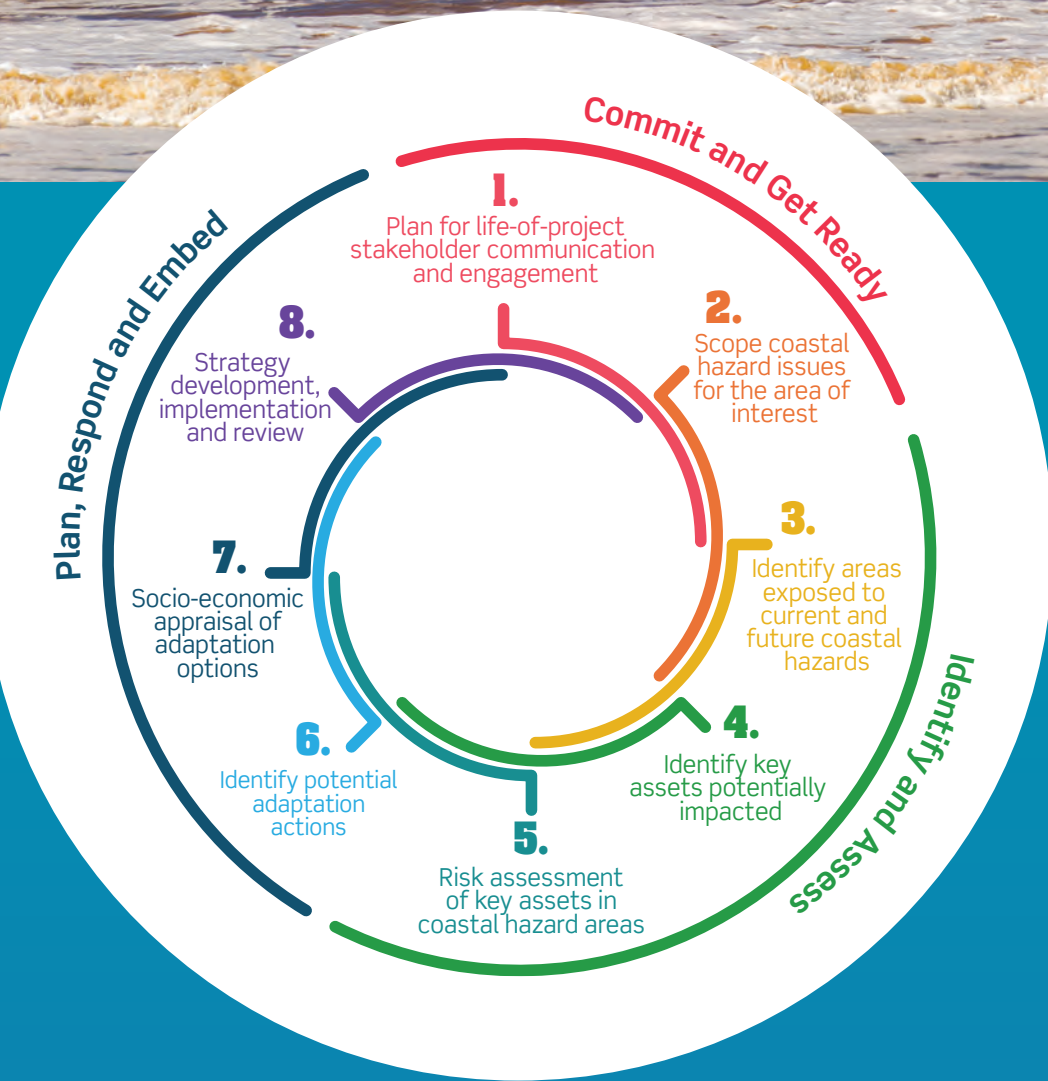 Commit and Get Ready
1.
Plan for life-of-project
stakeholder communication
and engagement
2.
Scope coastal
hazard issues
for the area of
interest
Identify and Assess
3.
Identify areas
exposed to
current and
future coastal
hazards
4.
Identify key
assets potentially
impacted
5.
Risk assessment
of key assets in
coastal hazard areas
Plan, Respond and Embed
6.
Identify potential
adaptation
actions
7.
Socio-economic
appraisal of
adaptation
options
8.
Strategy
development,
implementation
and review